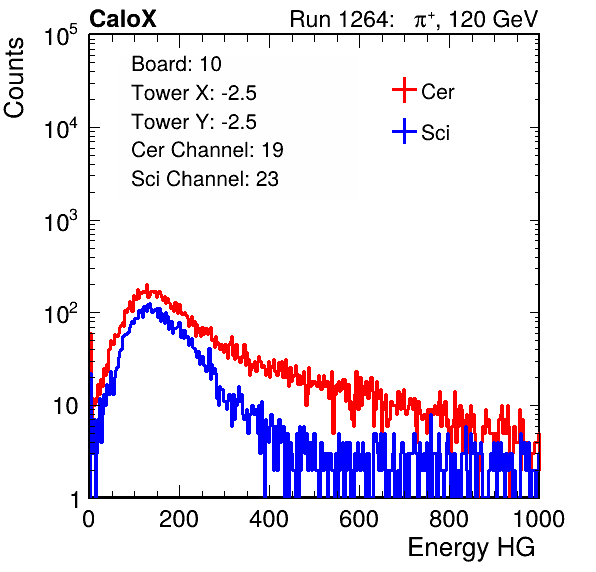 CaloX
Run 1264: π⁺, 120 GeV
Counts
10⁵
10⁴
10³
10²
10
1
Board: 10
Tower X: -2.5
Tower Y: -2.5
Cer Channel: 19
Sci Channel: 23
Cer
Sci
0 200 400 600 800 1000
Energy HG